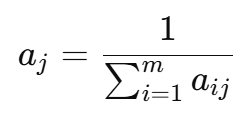 $a_j = \frac{1}{\sum_{i=1}^{m} a_{ij}}$